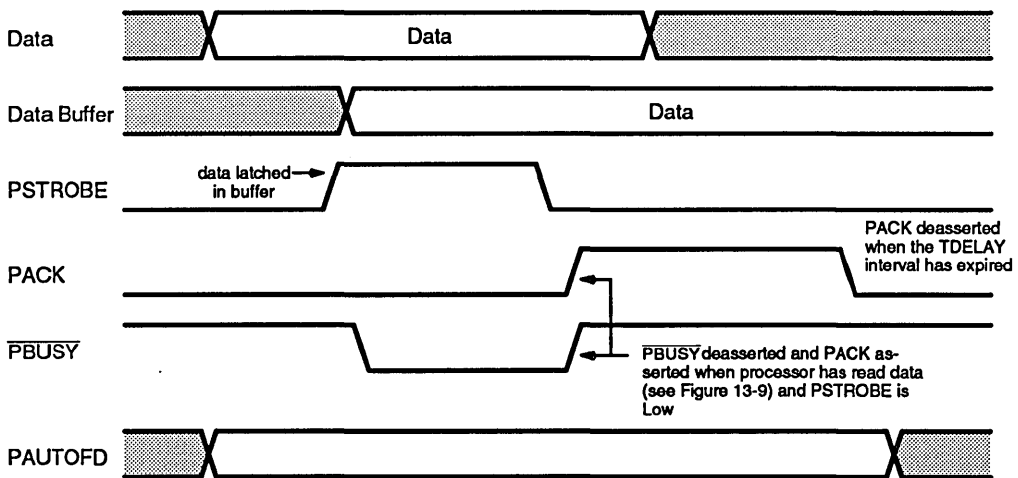 Data
Data
Data Buffer
Data
data latched
in buffer
PSTROBE
PACK deasserted
when the TDELAY
interval has expired
PACK
PBUSY
PBUSY deasserted and PACK as-
serted when processor has read data
(see Figure 13-9) and PSTROBE is
Low
PAUTOFD